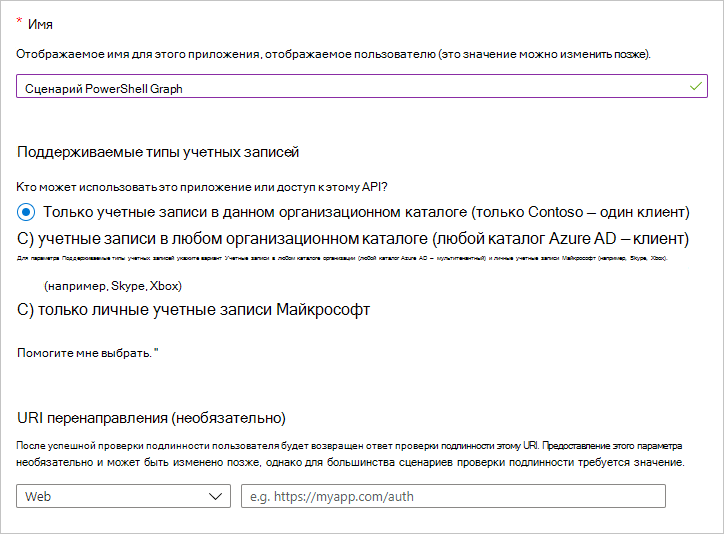 * Имя
Отображаемое имя для этого приложения, отображаемое пользователю (это значение можно изменить позже).
Сценарий PowerShell Graph
Поддерживаемые типы учетных записей
Кто может использовать это приложение или доступ к этому API?
Только учетные записи в данном организационном каталоге (только Contoso — один клиент)
С) учетные записи в любом организационном каталоге (любой каталог Azure AD — клиент)
Для параметра Поддерживаемые типы учетных записей укажите вариант Учетные записи в любом каталоге организации (любой каталог Azure AD — мультитенантный) и личные учетные записи Майкрософт (например, Skype, Xbox).
(например, Skype, Xbox)
С) только личные учетные записи Майкрософт
Помогите мне выбрать. "
URI перенаправления (необязательно)
После успешной проверки подлинности пользователя будет возвращен ответ проверки подлинности этому URI. Предоставление этого параметра
необязательно и может быть изменено позже, однако для большинства сценариев проверки подлинности требуется значение.
Web
e.g. https://myapp.com/auth